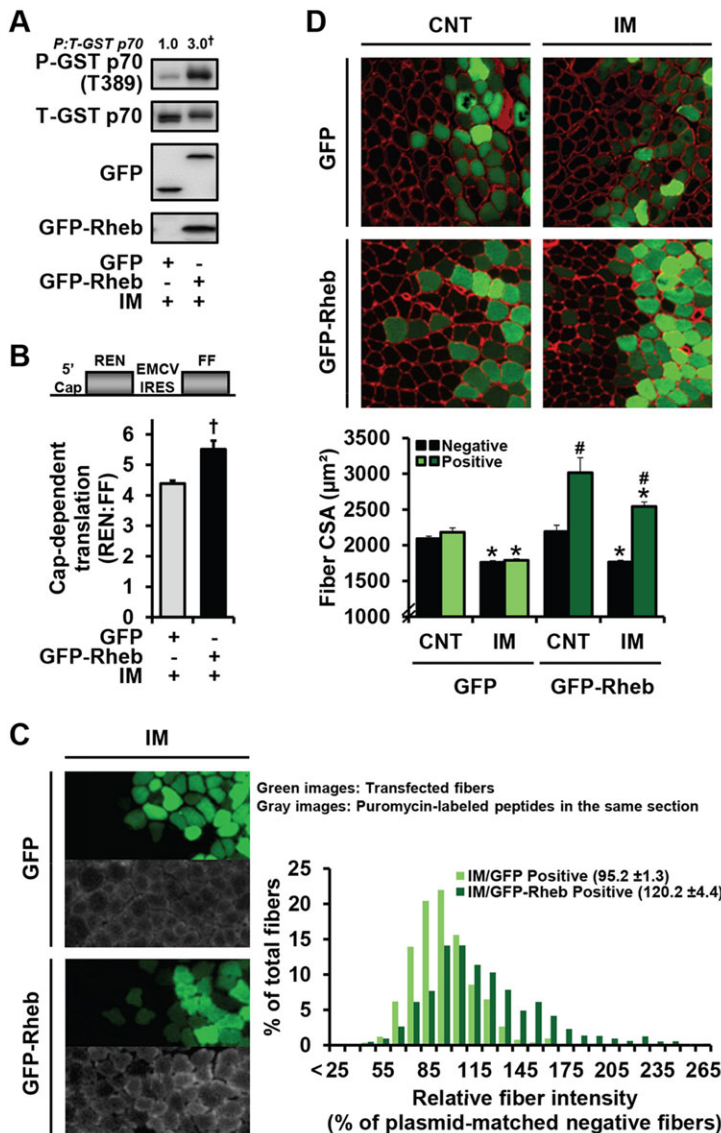 A
P:T-GST p70 1.0 3.0†
P-GST p70
(T389)
T-GST p70
GFP
GFP-Rheb
GFP + -
GFP-Rheb - +
IM + +
B
5' REN EMCV FF
Cap IRES
Cap-dependent
translation
(REN:FF)
6
5
4
3
2
1
0
†
GFP + -
GFP-Rheb - +
IM + +
C
IM
GFP
GFP-Rheb
Green images: Transfected fibers
Gray images: Puromycin-labeled peptides in the same section
% of total fibers
25
20
15
10
5
0
IM/GFP Positive (95.2 ±1.3)
IM/GFP-Rheb Positive (120.2 ±4.4)
<25 55 85 115 145 175 205 235 265
Relative fiber intensity
(% of plasmid-matched negative fibers)
D
CNT IM
GFP
GFP-Rheb
Fiber CSA (µm²)
3500
3000
2500
2000
1500
1000
Negative
Positive
* * # * # *
CNT IM CNT IM
GFP GFP-Rheb